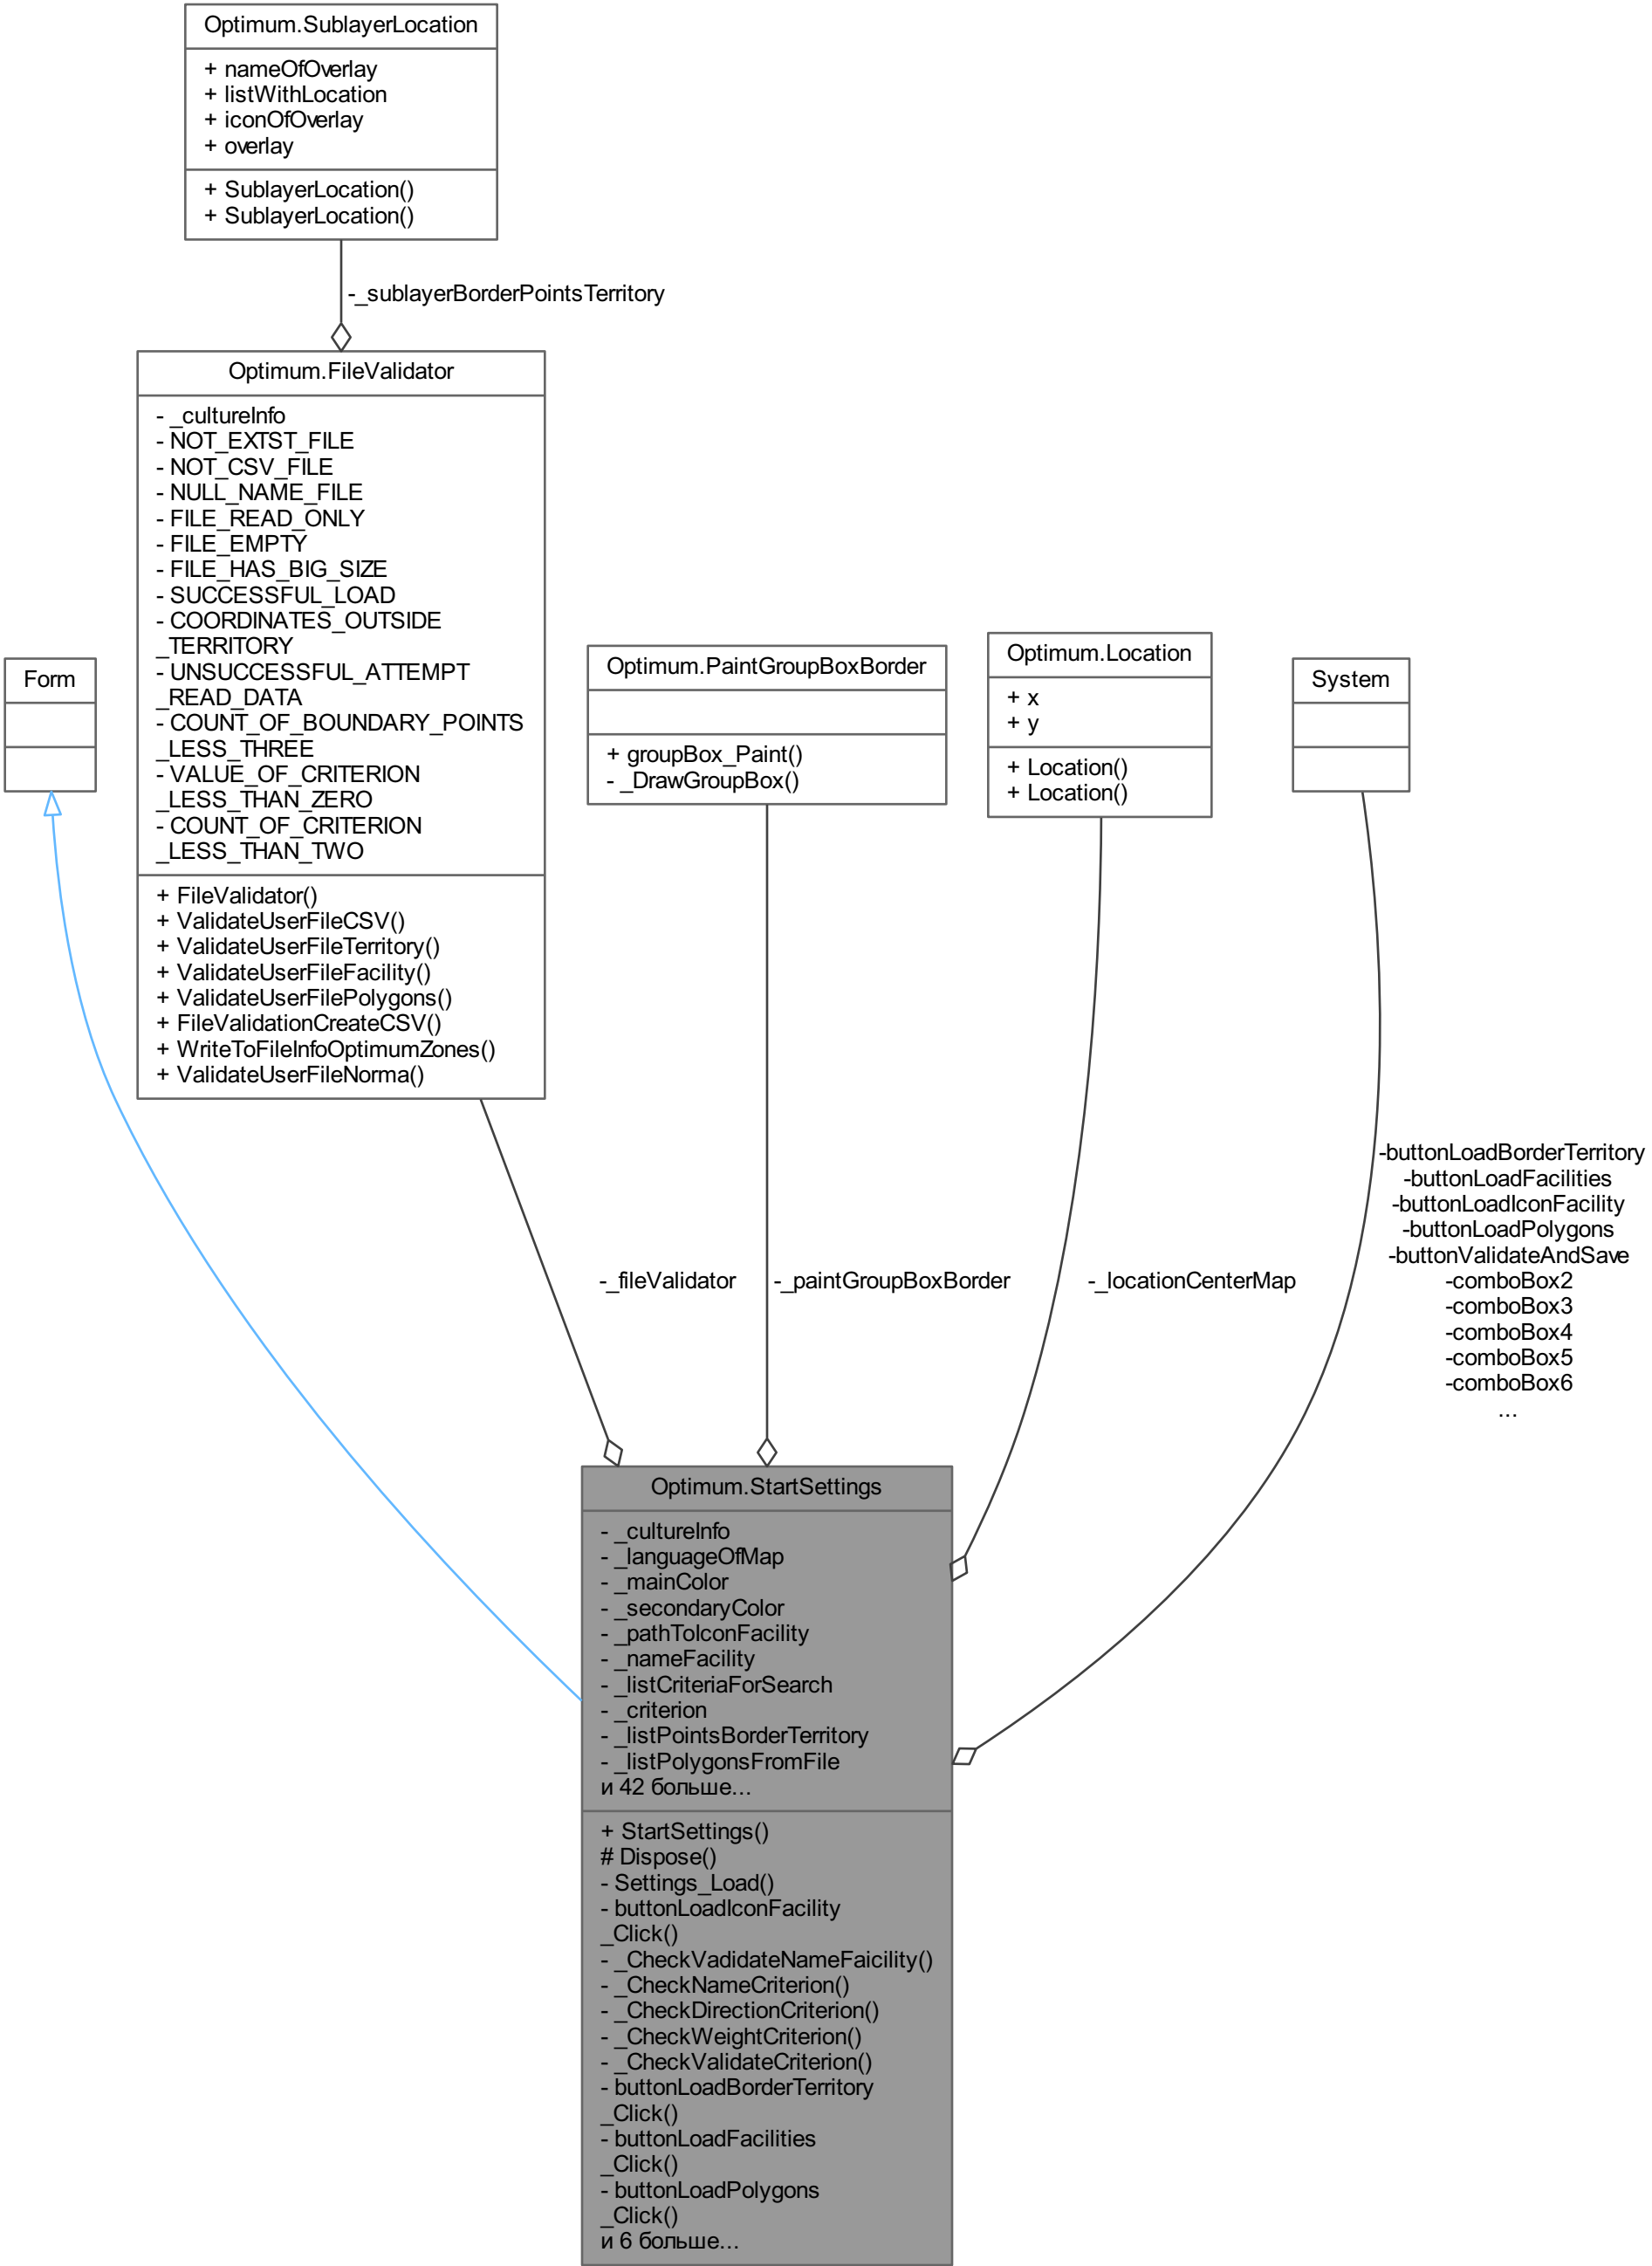 Optimum.SublayerLocation
+ nameOfOverlay
+ listWithLocation
+ iconOfOverlay
+ overlay
+ SublayerLocation()
+ SublayerLocation()
-_sublayerBorderPointsTerritory
Optimum.FileValidator
- _cultureInfo
- NOT_EXTST_FILE
- NOT_CSV_FILE
- NULL_NAME_FILE
- FILE_READ_ONLY
- FILE_EMPTY
- FILE_HAS_BIG_SIZE
- SUCCESSFUL_LOAD
- COORDINATES_OUTSIDE
_TERRITORY
- UNSUCCESSFUL_ATTEMPT
_READ_DATA
- COUNT_OF_BOUNDARY_POINTS
_LESS_THREE
- VALUE_OF_CRITERION
_LESS_THAN_ZERO
- COUNT_OF_CRITERION
_LESS_THAN_TWO
+ FileValidator()
+ ValidateUserFileCSV()
+ ValidateUserFileTerritory()
+ ValidateUserFileFacility()
+ ValidateUserFilePolygons()
+ FileValidationCreateCSV()
+ WriteToFileInfoOptimumZones()
+ ValidateUserFileNorma()
Form
Optimum.PaintGroupBoxBorder
+ groupBox_Paint()
- _DrawGroupBox()
Optimum.Location
+ x
+ y
+ Location()
+ Location()
System
-_fileValidator
-_paintGroupBoxBorder
-_locationCenterMap
-buttonLoadBorderTerritory
-buttonLoadFacilities
-buttonLoadIconFacility
-buttonLoadPolygons
-buttonValidateAndSave
-comboBox2
-comboBox3
-comboBox4
-comboBox5
-comboBox6
...
Optimum.StartSettings
- _cultureInfo
- _languageOfMap
- _mainColor
- _secondaryColor
- _pathToIconFacility
- _nameFacility
- _listCriteriaForSearch
- _criterion
- _listPointsBorderTerritory
- _listPolygonsFromFile
и 42 больше...
+ StartSettings()
# Dispose()
- Settings_Load()
- buttonLoadIconFacility
_Click()
- _CheckVadidateNameFaicility()
- _CheckNameCriterion()
- _CheckDirectionCriterion()
- _CheckWeightCriterion()
- _CheckValidateCriterion()
- buttonLoadBorderTerritory
_Click()
- buttonLoadFacilities
_Click()
- buttonLoadPolygons
_Click()
и 6 больше...